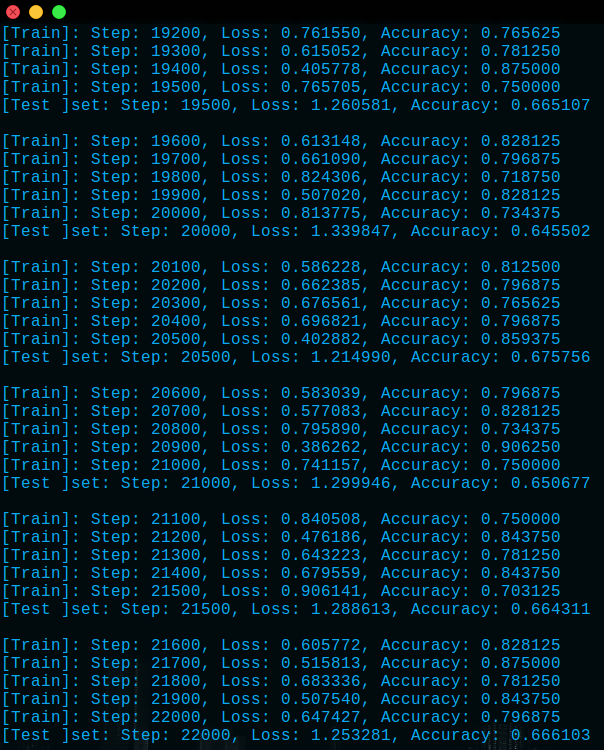 [Train]: Step: 19200, Loss: 0.761550, Accuracy: 0.765625
[Train]: Step: 19300, Loss: 0.615052, Accuracy: 0.781250
[Train]: Step: 19400, Loss: 0.405778, Accuracy: 0.875000
[Train]: Step: 19500, Loss: 0.765705, Accuracy: 0.750000
[Test ]set: Step: 19500, Loss: 1.260581, Accuracy: 0.665107
[Train]: Step: 19600, Loss: 0.613148, Accuracy: 0.828125
[Train]: Step: 19700, Loss: 0.661090, Accuracy: 0.796875
[Train]: Step: 19800, Loss: 0.824306, Accuracy: 0.718750
[Train]: Step: 19900, Loss: 0.507020, Accuracy: 0.828125
[Train]: Step: 20000, Loss: 0.813775, Accuracy: 0.734375
[Test ]set: Step: 20000, Loss: 1.339847, Accuracy: 0.645502
[Train]: Step: 20100, Loss: 0.586228, Accuracy: 0.812500
[Train]: Step: 20200, Loss: 0.662385, Accuracy: 0.796875
[Train]: Step: 20300, Loss: 0.676561, Accuracy: 0.765625
[Train]: Step: 20400, Loss: 0.696821, Accuracy: 0.796875
[Train]: Step: 20500, Loss: 0.402882, Accuracy: 0.859375
[Test ]set: Step: 20500, Loss: 1.214990, Accuracy: 0.675756
[Train]: Step: 20600, Loss: 0.583039, Accuracy: 0.796875
[Train]: Step: 20700, Loss: 0.577083, Accuracy: 0.828125
[Train]: Step: 20800, Loss: 0.795890, Accuracy: 0.734375
[Train]: Step: 20900, Loss: 0.386262, Accuracy: 0.906250
[Train]: Step: 21000, Loss: 0.741157, Accuracy: 0.750000
[Test ]set: Step: 21000, Loss: 1.299946, Accuracy: 0.650677
[Train]: Step: 21100, Loss: 0.840508, Accuracy: 0.750000
[Train]: Step: 21200, Loss: 0.476186, Accuracy: 0.843750
[Train]: Step: 21300, Loss: 0.643223, Accuracy: 0.781250
[Train]: Step: 21400, Loss: 0.679559, Accuracy: 0.843750
[Train]: Step: 21500, Loss: 0.906141, Accuracy: 0.703125
[Test ]set: Step: 21500, Loss: 1.288613, Accuracy: 0.664311
[Train]: Step: 21600, Loss: 0.605772, Accuracy: 0.828125
[Train]: Step: 21700, Loss: 0.515813, Accuracy: 0.875000
[Train]: Step: 21800, Loss: 0.683336, Accuracy: 0.781250
[Train]: Step: 21900, Loss: 0.507540, Accuracy: 0.843750
[Train]: Step: 22000, Loss: 0.647427, Accuracy: 0.796875
[Test ]set: Step: 22000, Loss: 1.253281, Accuracy: 0.666103